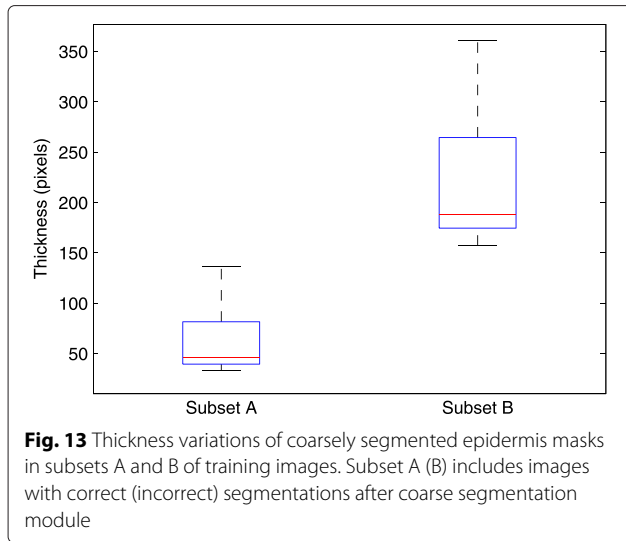 350
300
250
200
150
100
50
Thickness (pixels)
Subset A
Subset B
Fig. 13 Thickness variations of coarsely segmented epidermis masks
in subsets A and B of training images. Subset A (B) includes images
with correct (incorrect) segmentations after coarse segmentation
module